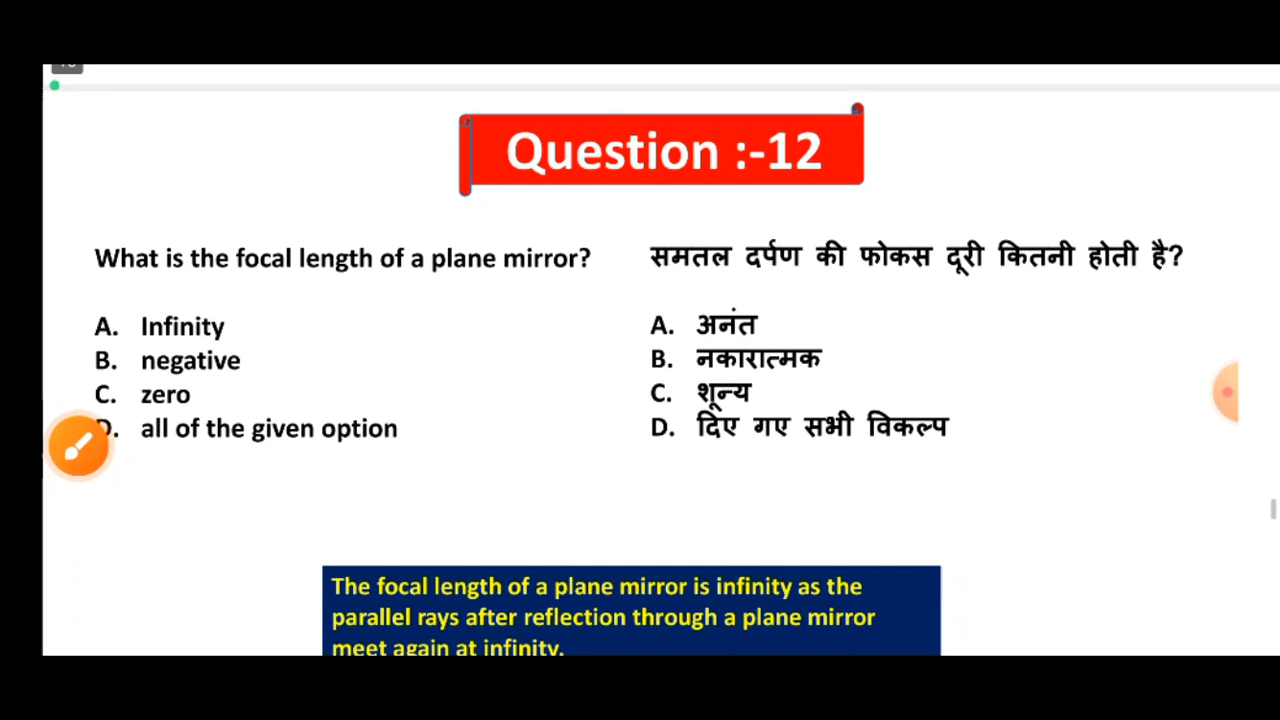 Question :-12
What is the focal length of a plane mirror?
A. Infinity
B. negative
C. zero
D. all of the given option
समतल दर्पण की फोकस दूरी कितनी होती है?
A. अनंत
B. नकारात्मक
C. शून्य
D. दिए गए सभी विकल्प
The focal length of a plane mirror is infinity as the
parallel rays after reflection through a plane mirror
meet again at infinity.